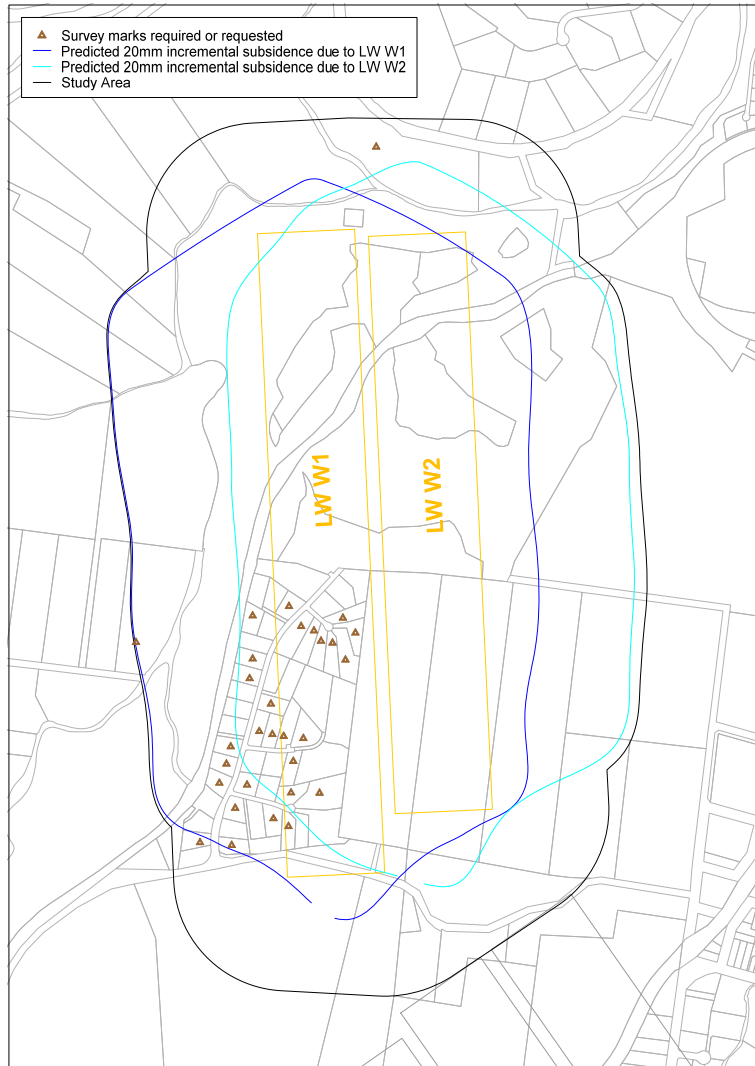 Survey marks required or requested
Predicted 20mm incremental subsidence due to LW W1
Predicted 20mm incremental subsidence due to LW W2
Study Area
LW W1
LW W2